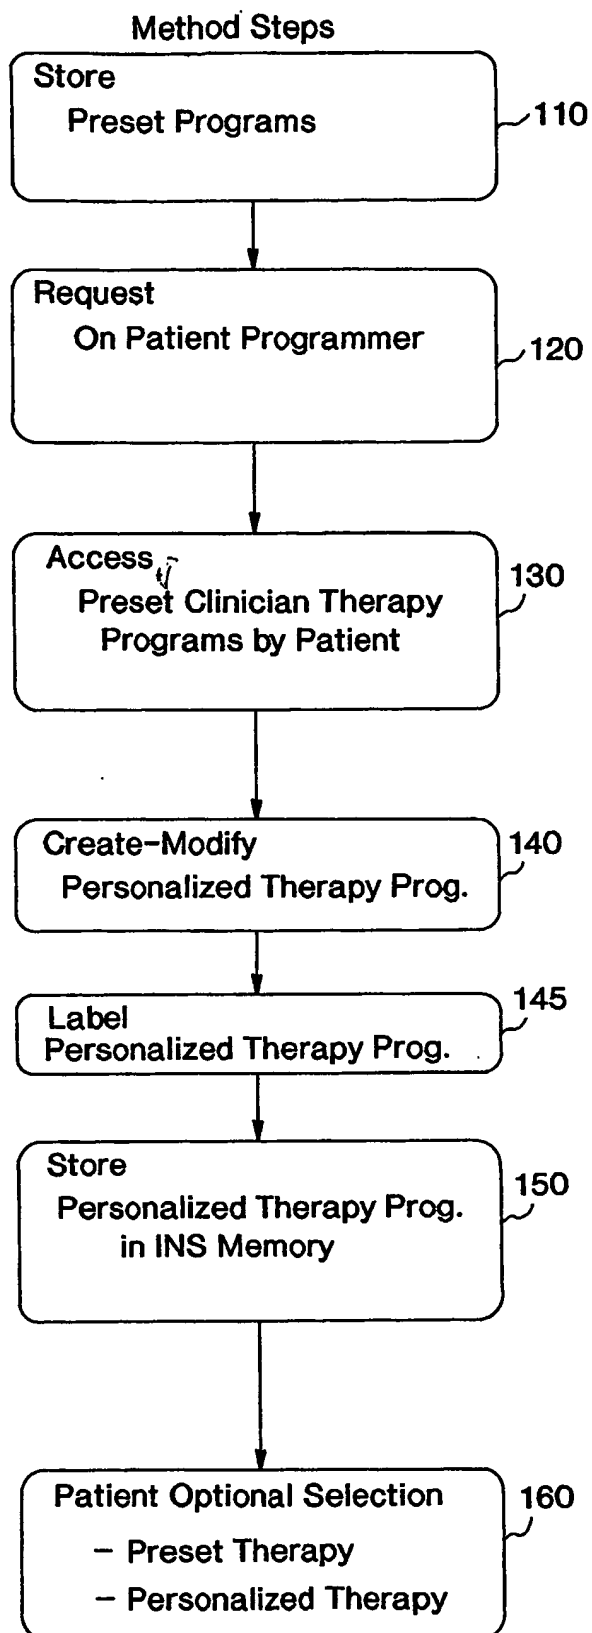 Method Steps
Store
Preset Programs
110
Request
On Patient Programmer
120
Access
Preset Clinician Therapy
Programs by Patient
130
Create-Modify
Personalized Therapy Prog.
140
Label
Personalized Therapy Prog.
145
Store
Personalized Therapy Prog.
in INS Memory
150
Patient Optional Selection
- Preset Therapy
- Personalized Therapy
160